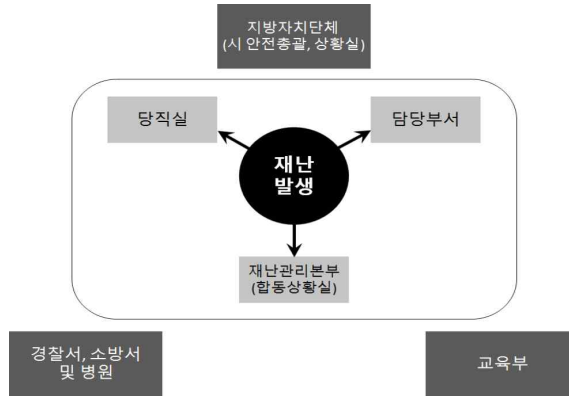 지방자치단체
(시 안전총괄, 상황실)
당직실
담당부서
재난
발생
재난관리본부
(합동상황실)
경찰서, 소방서
및 병원
교육부